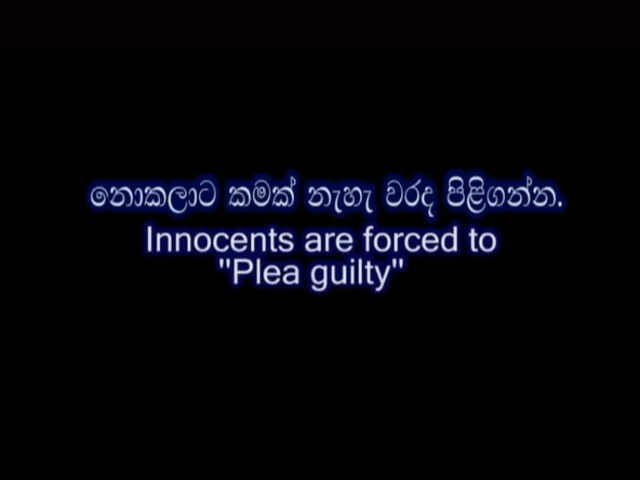 නොකලාට කමක් නැහැ වරද පිළිගන්න.
Innocents are forced to
"Plea guilty"